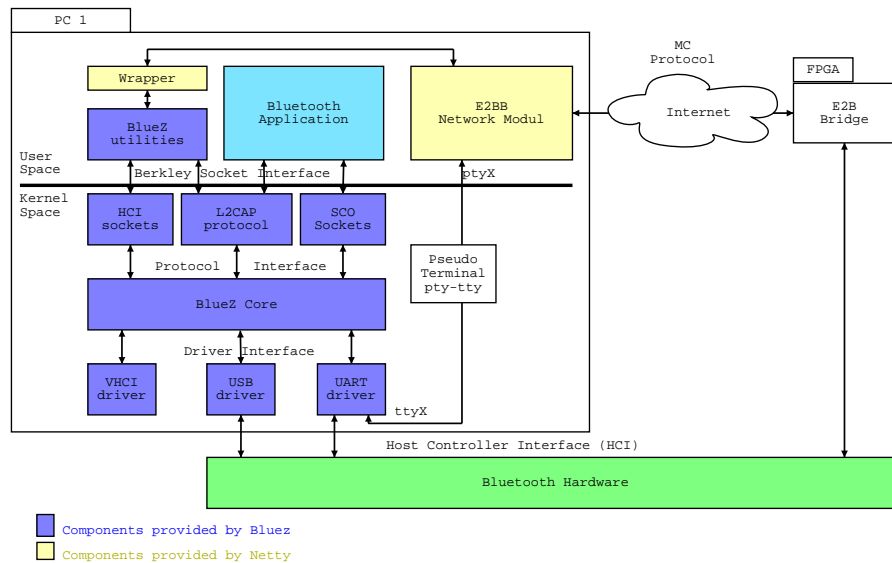 PC 1
MC
Protocol
FPGA
Wrapper
Bluetooth
Application
E2BB
Network Modul
Internet
E2B
Bridge
BlueZ
utilities
User
Space
Berkley Socket Interface
ptyX
Kernel
Space
HCI
sockets
L2CAP
protocol
SCO
Sockets
Pseudo
Terminal
pty-tty
Protocol Interface
BlueZ Core
Driver Interface
VHCI
driver
USB
driver
UART
driver
ttyX
Host Controller Interface (HCI)
Bluetooth Hardware
Components provided by Bluez
Components provided by Netty